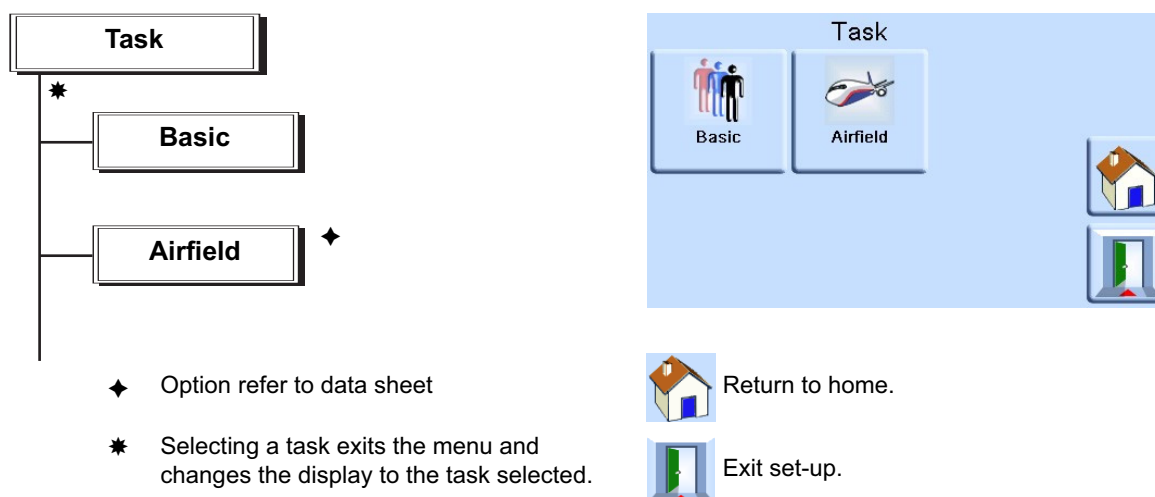 Task
Basic
Airfield
✦ Option refer to data sheet
✸ Selecting a task exits the menu and
changes the display to the task selected.
Task
Basic
Airfield
Return to home.
Exit set-up.